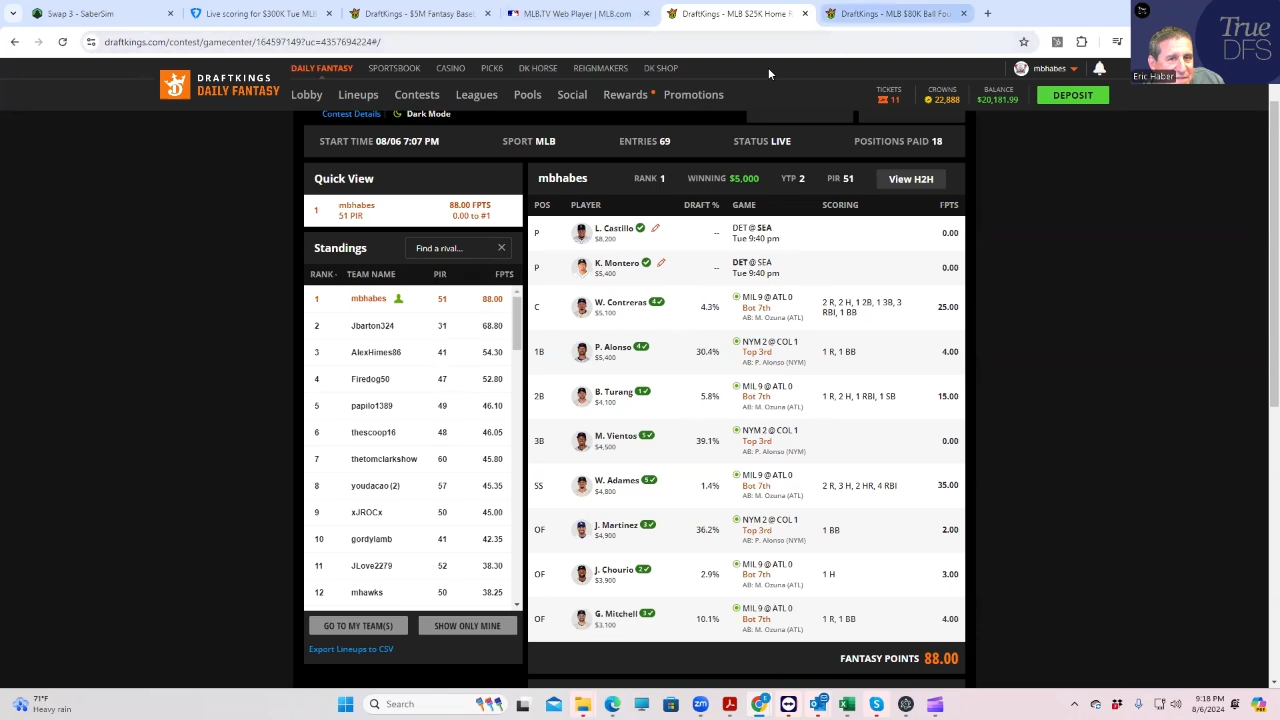 Swap 3 - SaberSim
Live scoring for $300K T
DraftKings - $5M Fantasy Base
MLB.TV Web Player | MLB.com
DraftKings - MLB $25K Home R
DraftKings - MLB $80K Ball Fou
draftkings.com/contest/gamecenter/164597149?uc=4357694224#/
True
DFS
Eric Haber
DRAFTKINGS
DAILY FANTASY
DAILY FANTASY SPORTSBOOK CASINO PICK6 DK HORSE REIGNMAKERS DK SHOP
mbhabes
Lobby Lineups Contests Leagues Pools Social Rewards Promotions
TICKETS
11
CROWNS
22,888
BALANCE
$20,181.99
DEPOSIT
Contest Details | Dark Mode
START TIME 08/06 7:07 PM SPORT MLB ENTRIES 69 STATUS LIVE POSITIONS PAID 18
Quick View
1 mbhabes 88.00 FPTS
51 PIR 0.00 to #1
Standings Find a rival...
RANK TEAM NAME PIR FPTS
1 mbhabes 51 88.00
2 Jbarton324 31 68.80
3 AlexHimes86 41 54.30
4 Firedog50 47 52.80
5 papilo1389 49 46.10
6 thescoop16 48 46.05
7 thetomclarkshow 60 45.80
8 youdacao (2) 57 45.35
9 xJROCx 50 45.00
10 gordylamb 41 42.35
11 JLove2279 52 38.30
12 mhawks 50 38.25
GO TO MY TEAM(S) SHOW ONLY MINE
Export Lineups to CSV
mbhabes RANK 1 WINNING $5,000 YTP 2 PIR 51 View H2H
POS PLAYER DRAFT % GAME SCORING FPTS
P L. Castillo -- DET @ SEA 0.00
$8,200 Tue 9:40 pm
P K. Montero -- DET @ SEA 0.00
$5,400 Tue 9:40 pm
C W. Contreras 4 4.3% MIL 9 @ ATL 0 2 R, 2 H, 1 2B, 1 3B, 3 25.00
$5,100 Bot 7th RBI, 1 BB
AB: M. Ozuna (ATL)
1B P. Alonso 4 30.4% NYM 2 @ COL 1 1 R, 1 BB 4.00
$5,400 Top 3rd
AB: P. Alonso (NYM)
2B B. Turang 1 5.8% MIL 9 @ ATL 0 1 R, 2 H, 1 RBI, 1 SB 15.00
$4,100 Bot 7th
AB: M. Ozuna (ATL)
3B M. Vientos 5 39.1% NYM 2 @ COL 1 0.00
$4,500 Top 3rd
AB: P. Alonso (NYM)
SS W. Adames 5 1.4% MIL 9 @ ATL 0 2 R, 3 H, 2 HR, 4 RBI 35.00
$4,800 Bot 7th
AB: M. Ozuna (ATL)
OF J. Martinez 3 36.2% NYM 2 @ COL 1 1 BB 2.00
$4,900 Top 3rd
AB: P. Alonso (NYM)
OF J. Chourio 2 2.9% MIL 9 @ ATL 0 1 H 3.00
$3,900 Bot 7th
AB: M. Ozuna (ATL)
OF G. Mitchell 3 10.1% MIL 9 @ ATL 0 1 R, 1 BB 4.00
$3,100 Bot 7th
AB: M. Ozuna (ATL)
FANTASY POINTS 88.00
71°F
Heavy rain
Search
9:18 PM
8/6/2024